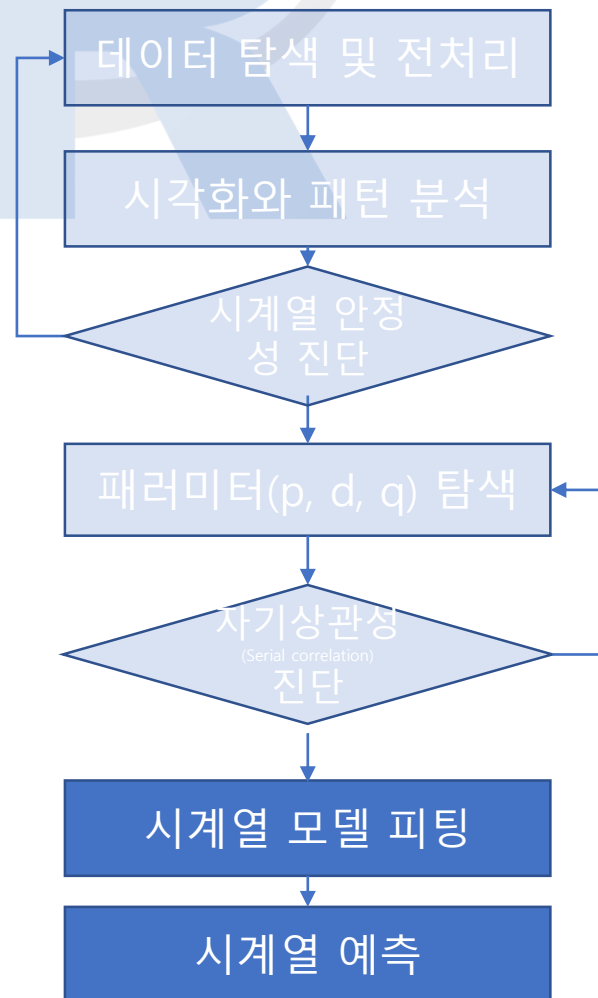 데이터 탐색 및 전처리
시각화와 패턴 분석
시계열 안정
성 진단
패러미터(p, d, q) 탐색
자기상관성
(Serial correlation)
진단
시계열 모델 피팅
시계열 예측